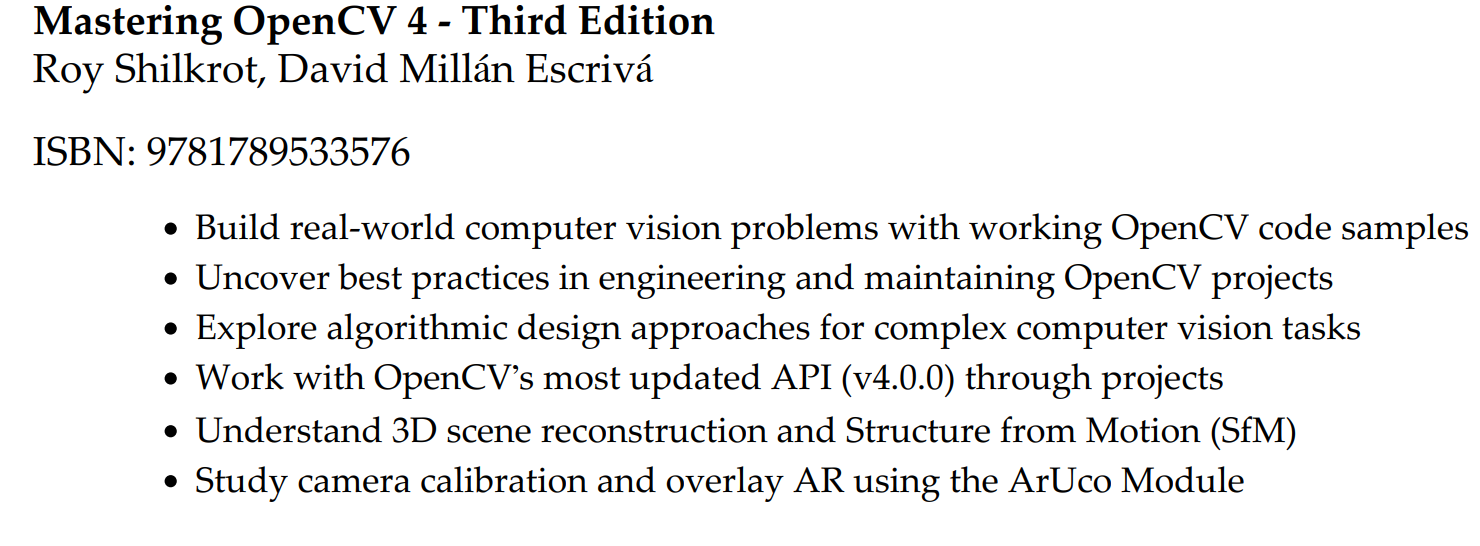 Mastering OpenCV 4 - Third Edition
Roy Shilkrot, David Millán Escrivá
ISBN: 9781789533576
• Build real-world computer vision problems with working OpenCV code samples
• Uncover best practices in engineering and maintaining OpenCV projects
• Explore algorithmic design approaches for complex computer vision tasks
• Work with OpenCV’s most updated API (v4.0.0) through projects
• Understand 3D scene reconstruction and Structure from Motion (SfM)
• Study camera calibration and overlay AR using the ArUco Module